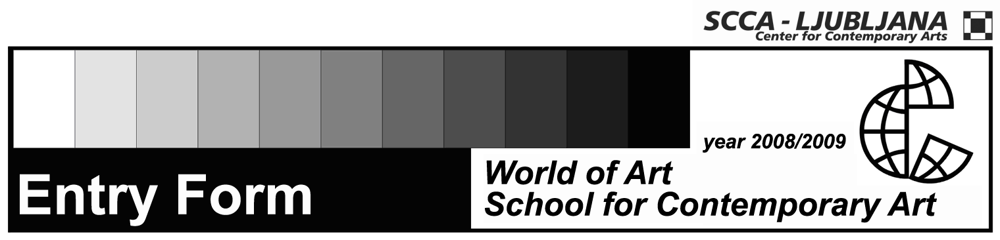 SCCA - LJUBLJANA
Center for Contemporary Arts
year 2008/2009
Entry Form
World of Art
School for Contemporary Art